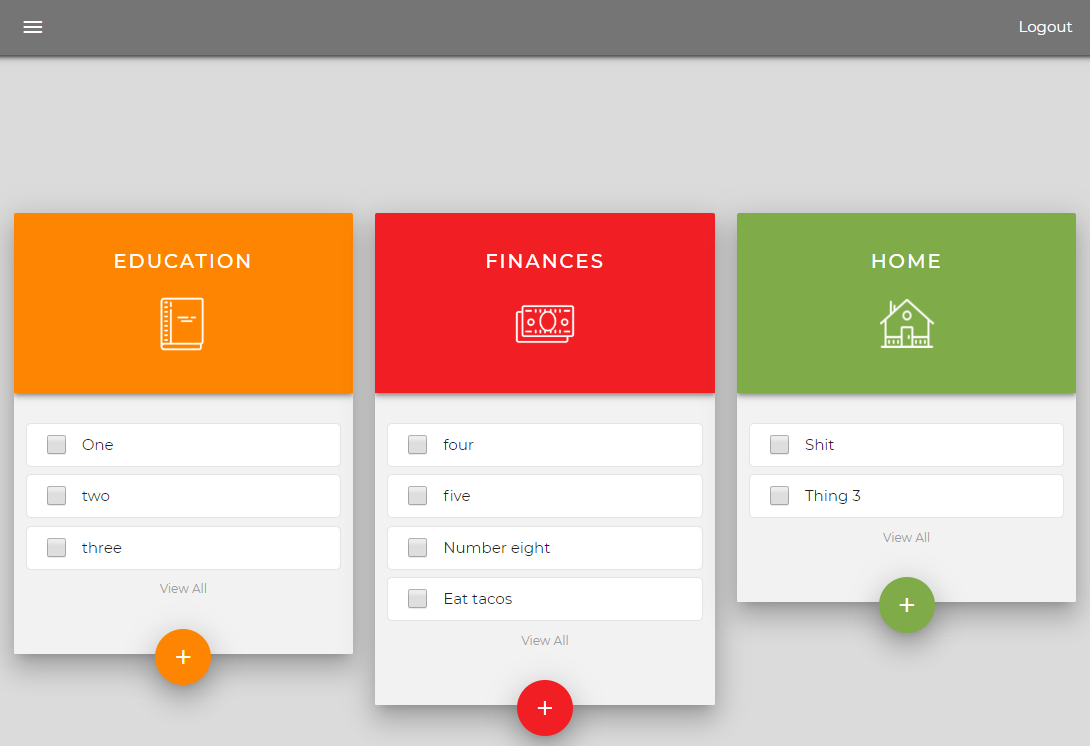 Logout
EDUCATION
One
two
three
View All
+
FINANCES
four
five
Number eight
Eat tacos
View All
+
HOME
Shit
Thing 3
View All
+